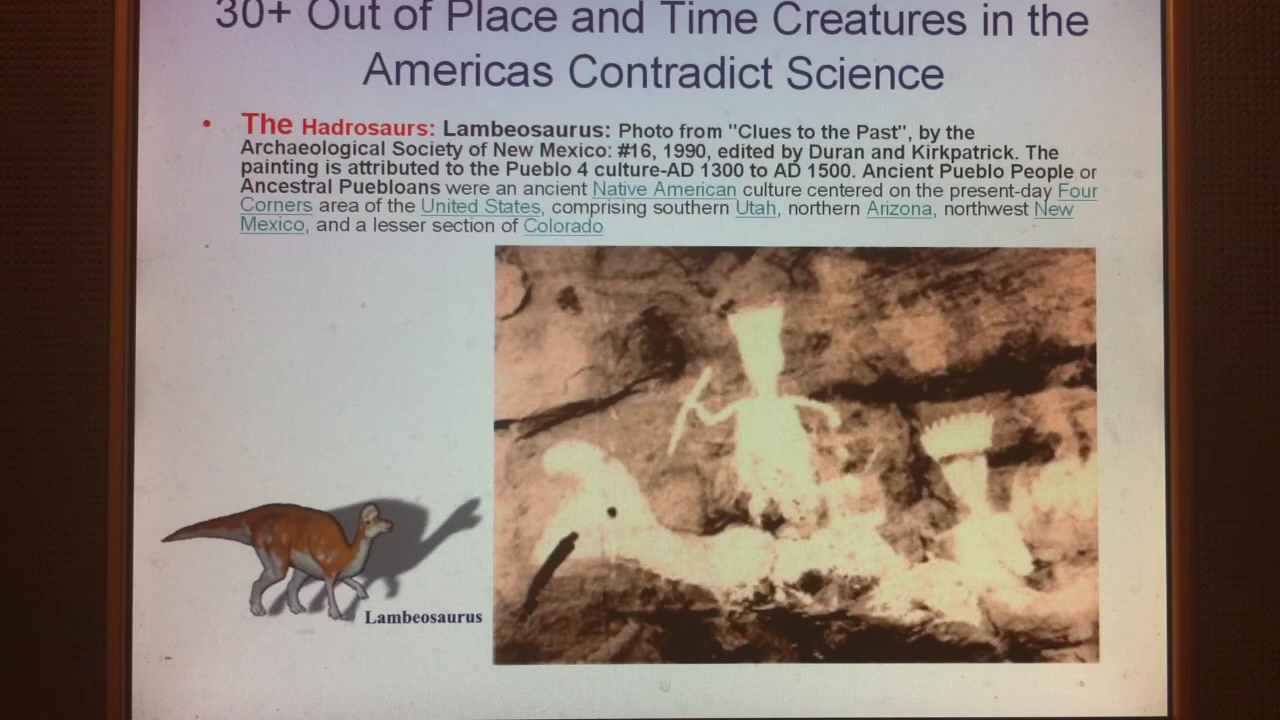 30+ Out of Place and Time Creatures in the
Americas Contradict Science
• The Hadrosaurs: Lambeosaurus: Photo from "Clues to the Past", by the
Archaeological Society of New Mexico: #16, 1990, edited by Duran and Kirkpatrick. The
painting is attributed to the Pueblo 4 culture-AD 1300 to AD 1500. Ancient Pueblo People or
Ancestral Puebloans were an ancient Native American culture centered on the present-day Four
Corners area of the United States, comprising southern Utah, northern Arizona, northwest New
Mexico, and a lesser section of Colorado
Lambeosaurus